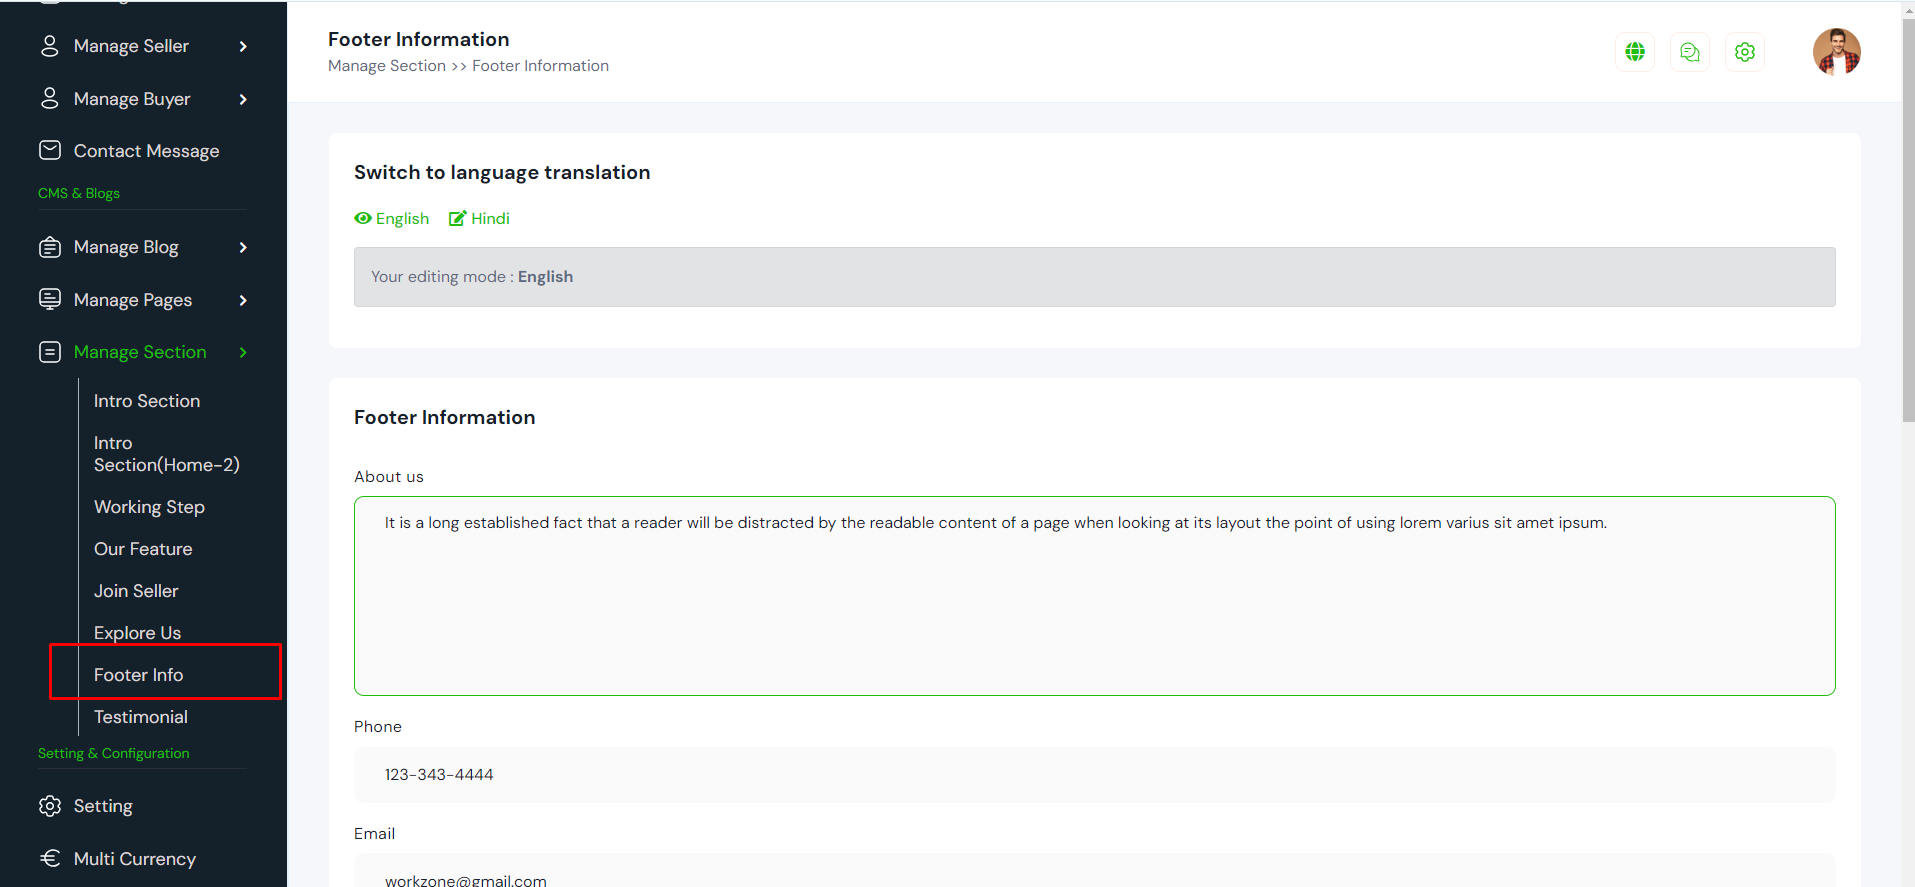 Manage Seller
Manage Buyer
Contact Message
CMS & Blogs
Manage Blog
Manage Pages
Manage Section
Intro Section
Intro
Section(Home-2)
Working Step
Our Feature
Join Seller
Explore Us
Footer Info
Testimonial
Setting & Configuration
Setting
Multi Currency
Footer Information
Manage Section >> Footer Information
Switch to language translation
English Hindi
Your editing mode : English
Footer Information
About us
It is a long established fact that a reader will be distracted by the readable content of a page when looking at its layout the point of using lorem varius sit amet ipsum.
Phone
123-343-4444
Email
workzone@gmail.com